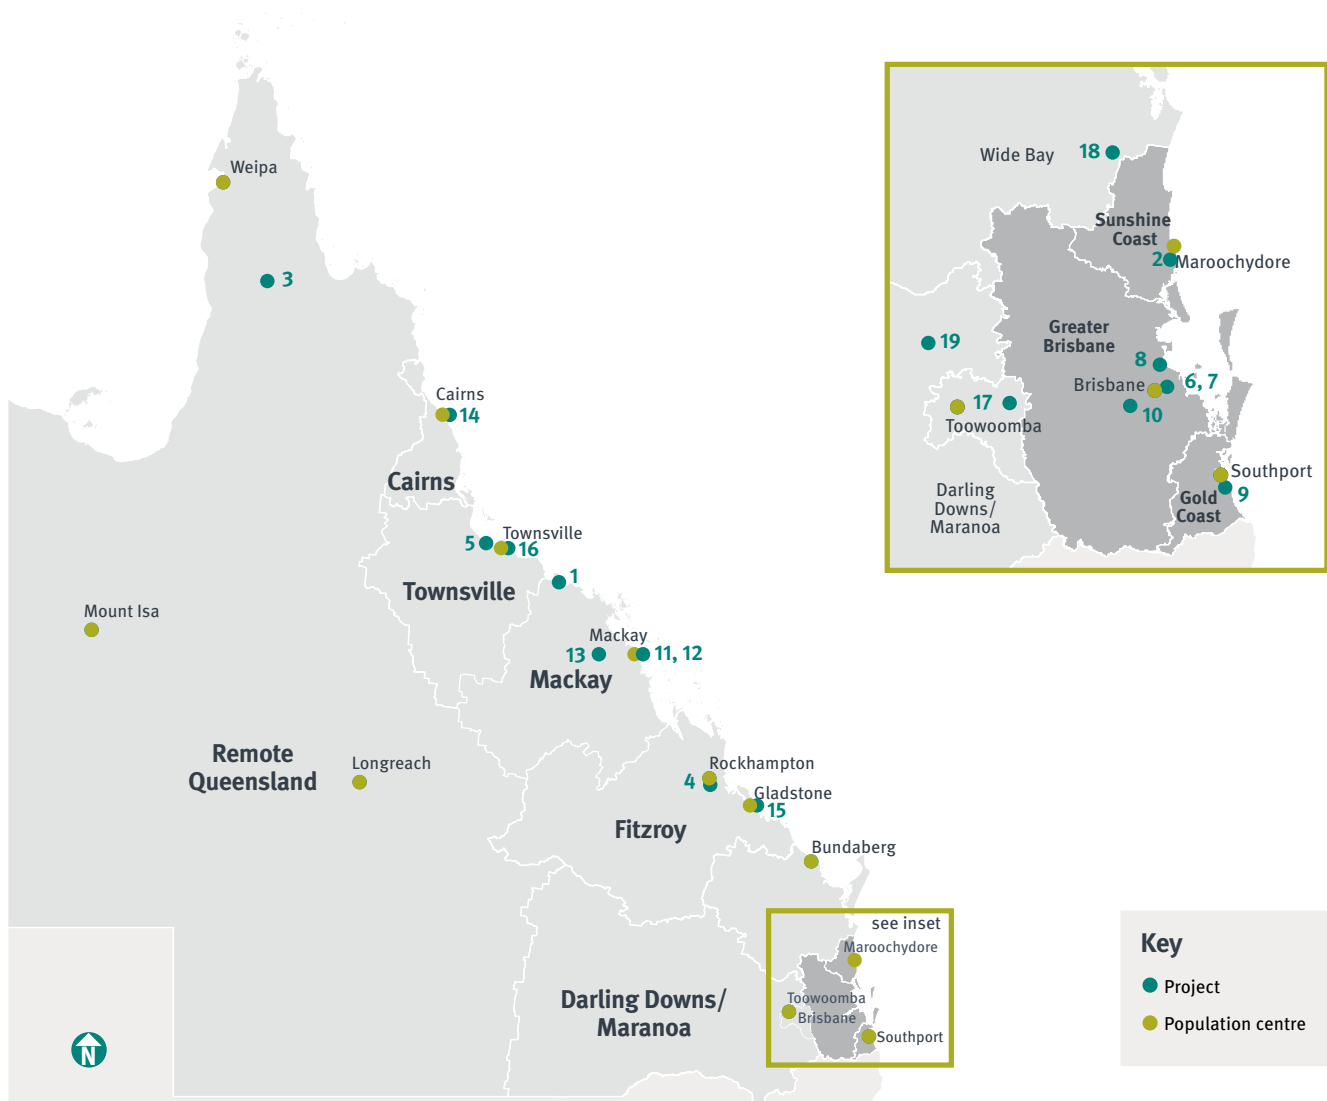 Weipa
3
Cairns
14
Cairns
Townsville
5
16
Townsville
1
Mount Isa
Mackay
13
11, 12
Mackay
Remote
Queensland
Longreach
Rockhampton
4
Gladstone
15
Fitzroy
Bundaberg
see inset
Maroochydore
Toowoomba
Brisbane
Southport
Darling Downs/
Maranoa
N
Wide Bay
18
Sunshine
Coast
2
Maroochydore
Greater
Brisbane
19
8
Brisbane
6, 7
17
10
Toowoomba
Southport
9
Gold
Coast
Darling
Downs/
Maranoa
Key
Project
Population centre